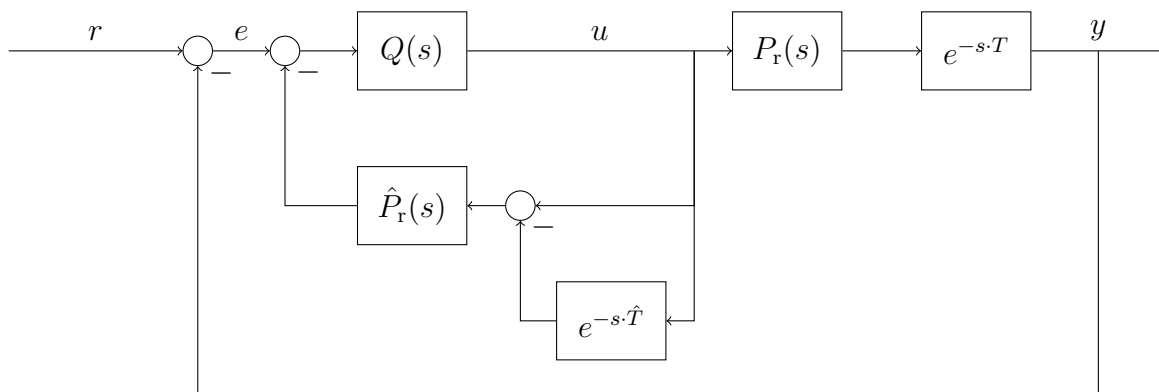 r
e
Q(s)
u
P_r(s)
e^{-s·T}
y
−
−
P̂_r(s)
−
e^{-s·T̂}